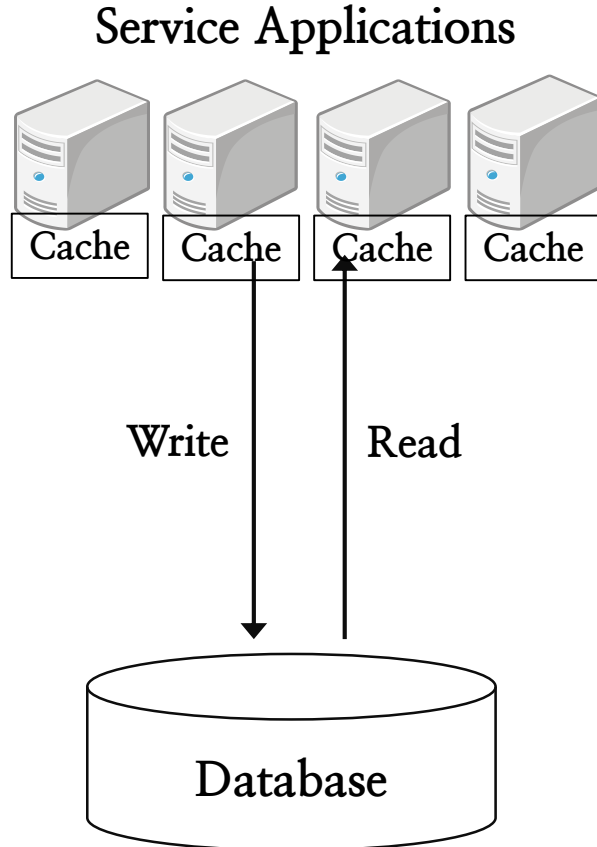 Service Applications
Cache Cache Cache Cache
Write Read
Database